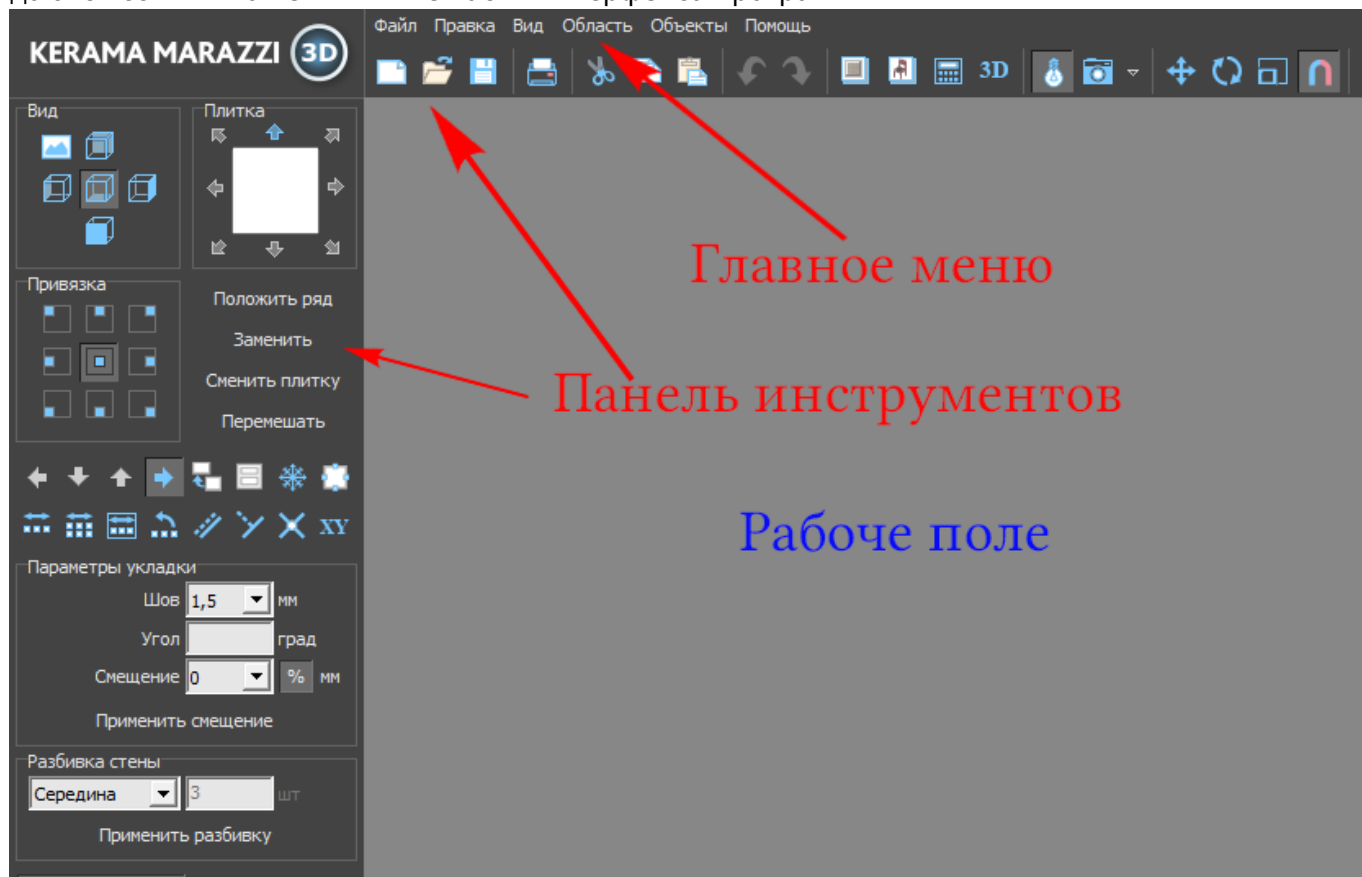 Файл Правка Вид Область Объекты Помощь
KERAMA MARAZZI 3D
3D
Вид
Плитка
Главное меню
Привязка
Положить ряд
Заменить
Сменить плитку
Панель инструментов
Перемешать
XY
Рабоче поле
Параметры укладки
Шов 1,5 мм
Угол град
Смещение 0 % мм
Применить смещение
Разбивка стены
Середина 3 шт
Применить разбивку